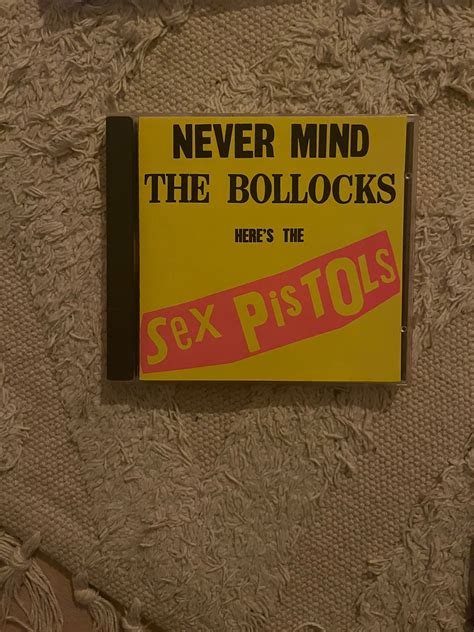 NEVER MIND
THE BOLLOCKS
HERE'S THE
Sex PiSTOLs